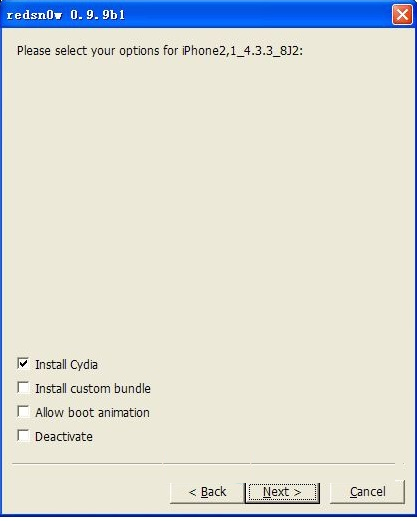 redsn0w 0.9.9b1
Please select your options for iPhone2,1_4.3.3_8J2:
Install Cydia
Install custom bundle
Allow boot animation
Deactivate
< Back Next > Cancel